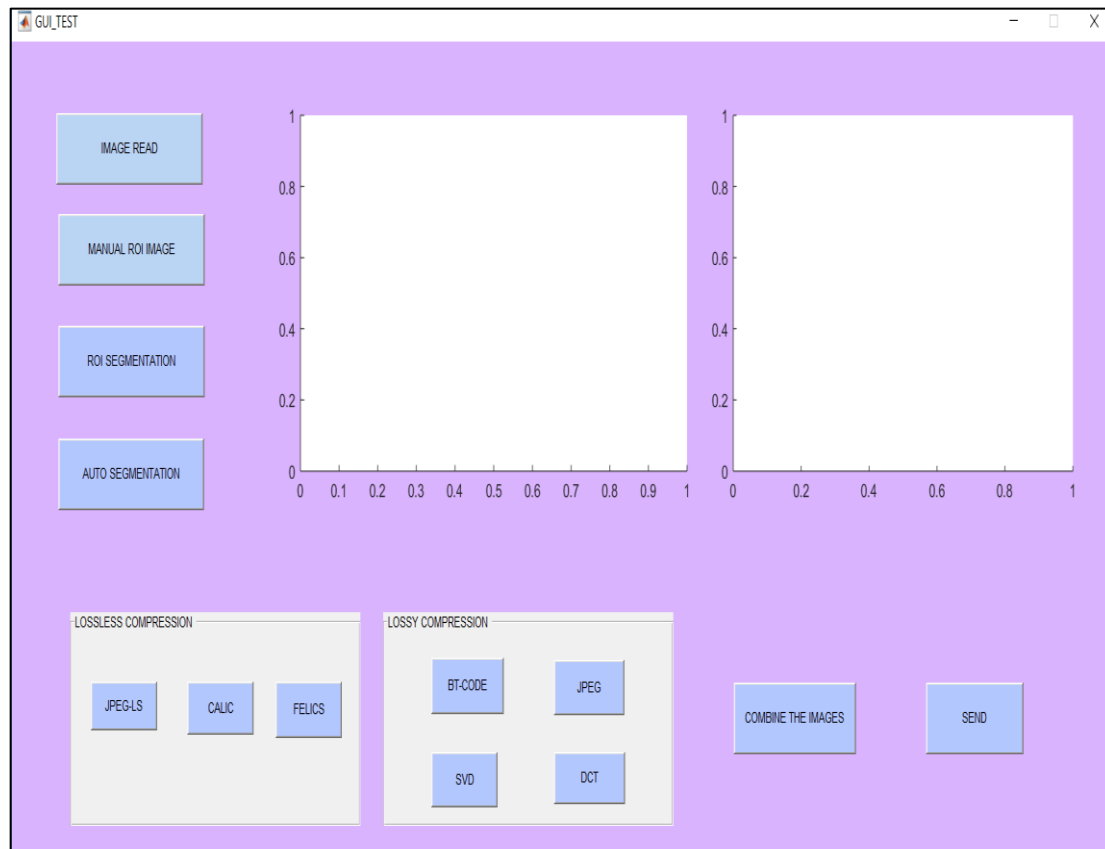 GUI_TEST
IMAGE READ
MANUAL ROI IMAGE
ROI SEGMENTATION
AUTO SEGMENTATION
1
0.8
0.6
0.4
0.2
0
0 0.1 0.2 0.3 0.4 0.5 0.6 0.7 0.8 0.9 1
1
0.8
0.6
0.4
0.2
0
0 0.2 0.4 0.6 0.8 1
LOSSLESS COMPRESSION
JPEG-LS CALIC FELICS
LOSSY COMPRESSION
BT-CODE JPEG
SVD DCT
COMBINE THE IMAGES SEND